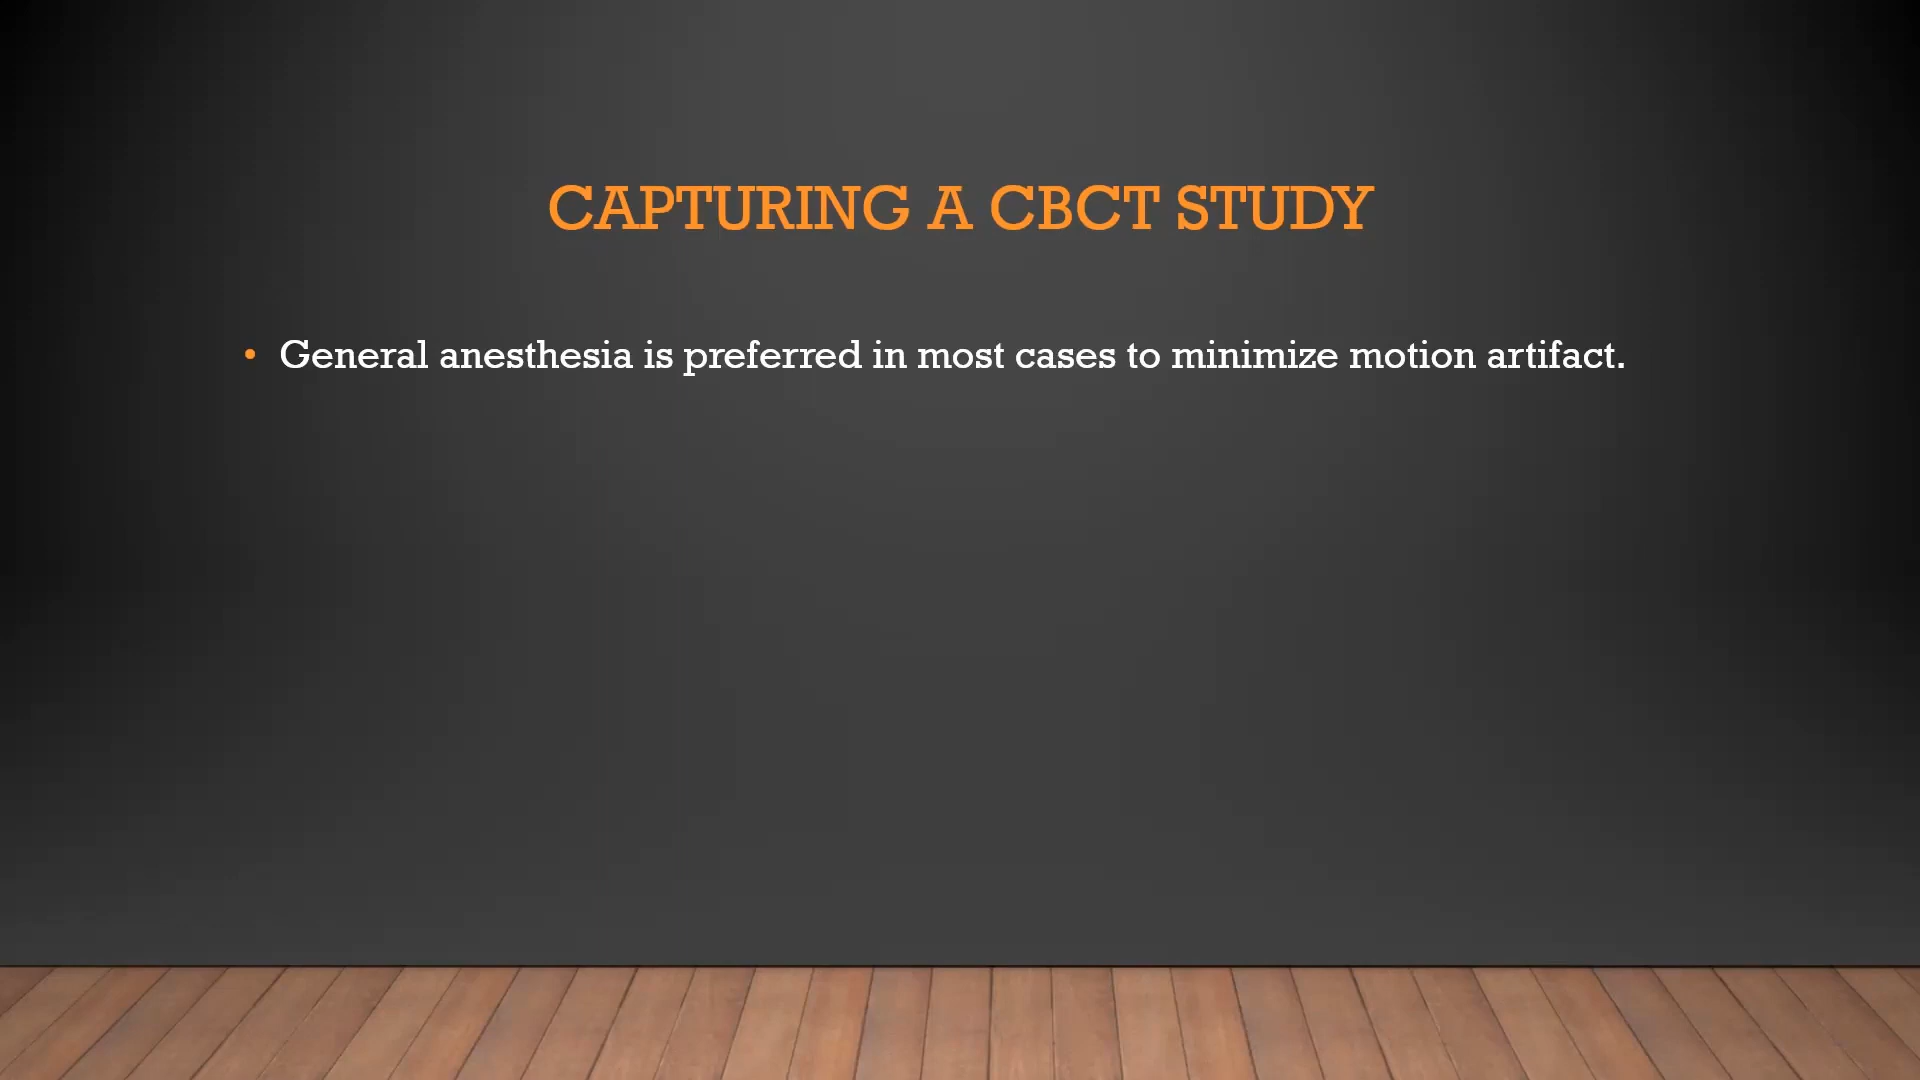 CAPTURING A CBCT STUDY
• General anesthesia is preferred in most cases to minimize motion artifact.